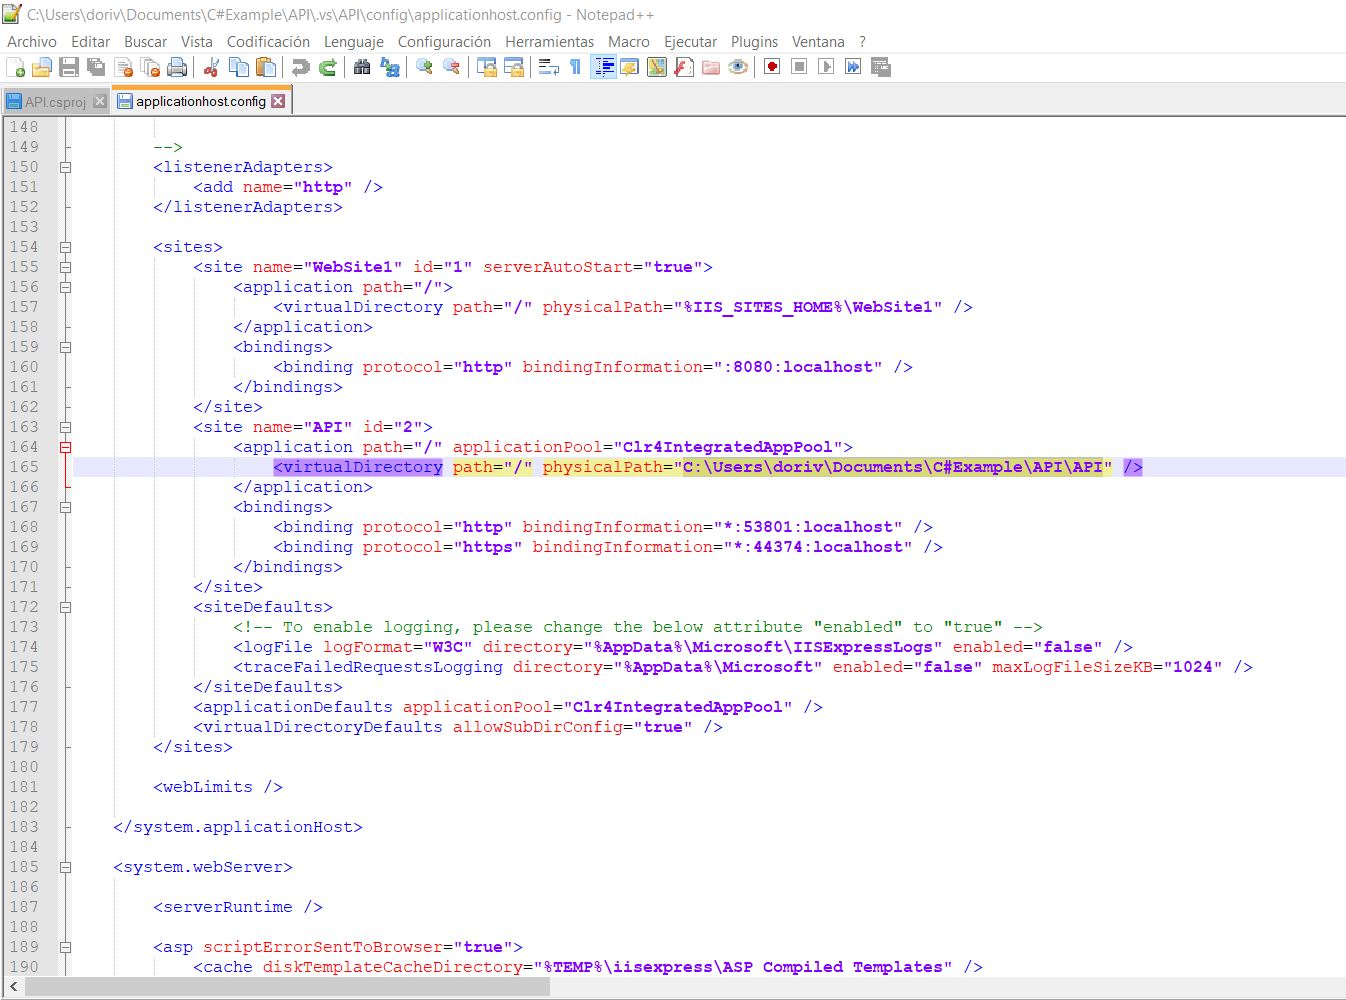 C:\Users\doriv\Documents\C#Example\API\.vs\API\config\applicationhost.config - Notepad++
Archivo Editar Buscar Vista Codificación Lenguaje Configuración Herramientas Macro Ejecutar Plugins Ventana ?
API.csproj applicationhost.config
148
149         -->
150         <listenerAdapters>
151             <add name="http" />
152         </listenerAdapters>
153
154         <sites>
155             <site name="WebSite1" id="1" serverAutoStart="true">
156                 <application path="/">
157                     <virtualDirectory path="/" physicalPath="%IIS_SITES_HOME%\WebSite1" />
158                 </application>
159                 <bindings>
160                     <binding protocol="http" bindingInformation=":8080:localhost" />
161                 </bindings>
162             </site>
163             <site name="API" id="2">
164                 <application path="/" applicationPool="Clr4IntegratedAppPool">
165                     <virtualDirectory path="/" physicalPath="C:\Users\doriv\Documents\C#Example\API\API" />
166                 </application>
167                 <bindings>
168                     <binding protocol="http" bindingInformation="*:53801:localhost" />
169                     <binding protocol="https" bindingInformation="*:44374:localhost" />
170                 </bindings>
171             </site>
172             <siteDefaults>
173                 <!-- To enable logging, please change the below attribute "enabled" to "true" -->
174                 <logFile logFormat="W3C" directory="%AppData%\Microsoft\IISExpressLogs" enabled="false" />
175                 <traceFailedRequestsLogging directory="%AppData%\Microsoft" enabled="false" maxLogFileSizeKB="1024" />
176             </siteDefaults>
177             <applicationDefaults applicationPool="Clr4IntegratedAppPool" />
178             <virtualDirectoryDefaults allowSubDirConfig="true" />
179         </sites>
180
181         <webLimits />
182
183     </system.applicationHost>
184
185     <system.webServer>
186
187         <serverRuntime />
188
189         <asp scriptErrorSentToBrowser="true">
190             <cache diskTemplateCacheDirectory="%TEMP%\iisexpress\ASP Compiled Templates" />